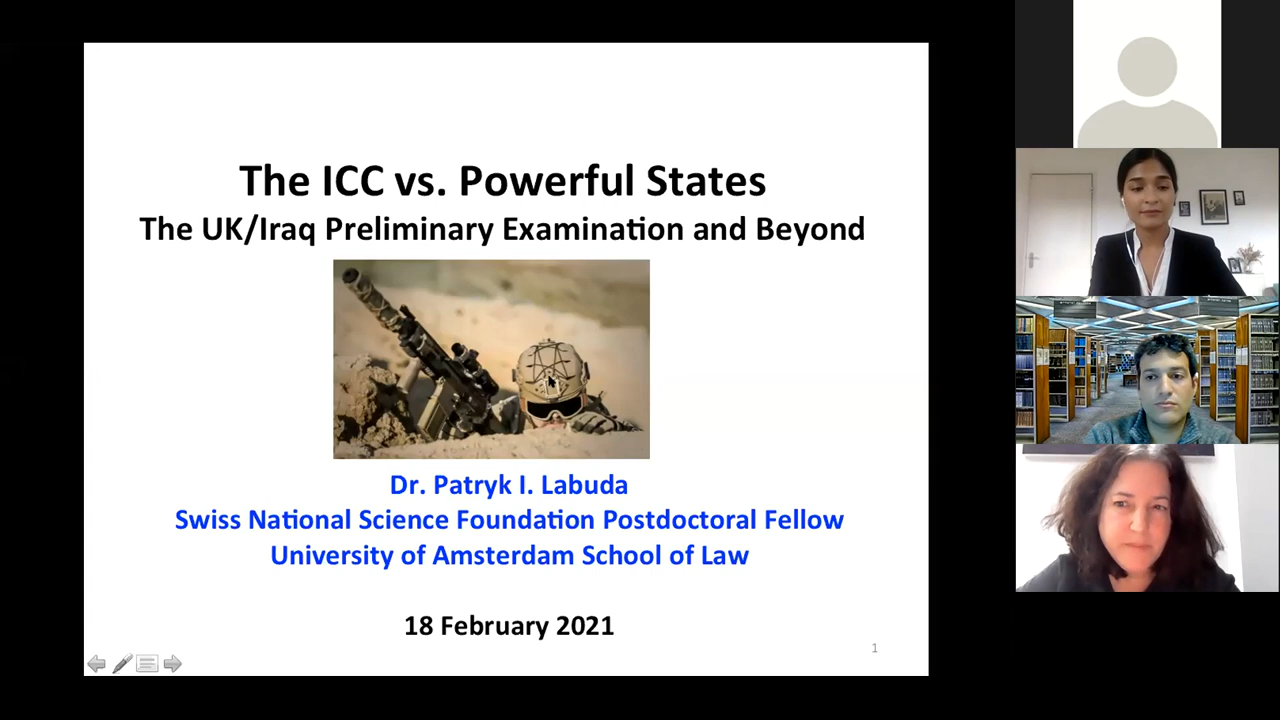 The ICC vs. Powerful States
The UK/Iraq Preliminary Examination and Beyond
Dr. Patryk I. Labuda
Swiss National Science Foundation Postdoctoral Fellow
University of Amsterdam School of Law
18 February 2021
1